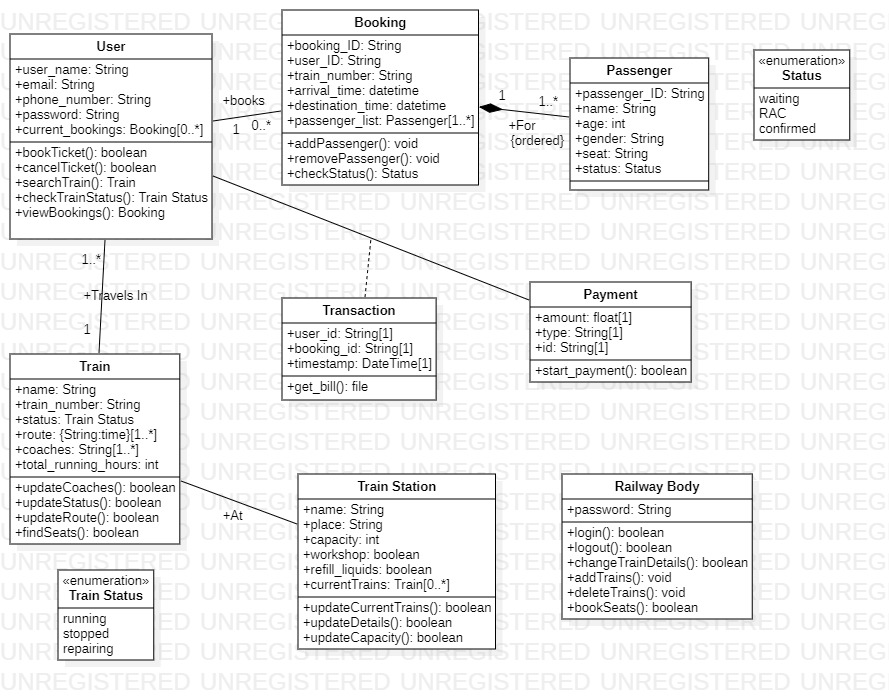 User
+user_name: String
+email: String
+phone_number: String
+password: String
+current_bookings: Booking[0..*]
+bookTicket(): boolean
+cancelTicket(): boolean
+searchTrain(): Train
+checkTrainStatus(): Train Status
+viewBookings(): Booking
+books
1
0..*
Booking
+booking_ID: String
+user_ID: String
+train_number: String
+arrival_time: datetime
+destination_time: datetime
+passenger_list: Passenger[1..*]
+addPassenger(): void
+removePassenger(): void
+checkStatus(): Status
1
1..*
+For
{ordered}
Passenger
+passenger_ID: String
+name: String
+age: int
+gender: String
+seat: String
+status: Status
«enumeration»
Status
waiting
RAC
confirmed
1..*
+Travels In
1
Transaction
+user_id: String[1]
+booking_id: String[1]
+timestamp: DateTime[1]
+get_bill(): file
Payment
+amount: float[1]
+type: String[1]
+id: String[1]
+start_payment(): boolean
Train
+name: String
+train_number: String
+status: Train Status
+route: {String:time}[1..*]
+coaches: String[1..*]
+total_running_hours: int
+updateCoaches(): boolean
+updateStatus(): boolean
+updateRoute(): boolean
+findSeats(): boolean
+At
Train Station
+name: String
+place: String
+capacity: int
+workshop: boolean
+refill_liquids: boolean
+currentTrains: Train[0..*]
+updateCurrentTrains(): boolean
+updateDetails(): boolean
+updateCapacity(): boolean
Railway Body
+password: String
+login(): boolean
+logout(): boolean
+changeTrainDetails(): boolean
+addTrains(): void
+deleteTrains(): void
+bookSeats(): boolean
«enumeration»
Train Status
running
stopped
repairing
UNREGISTERED